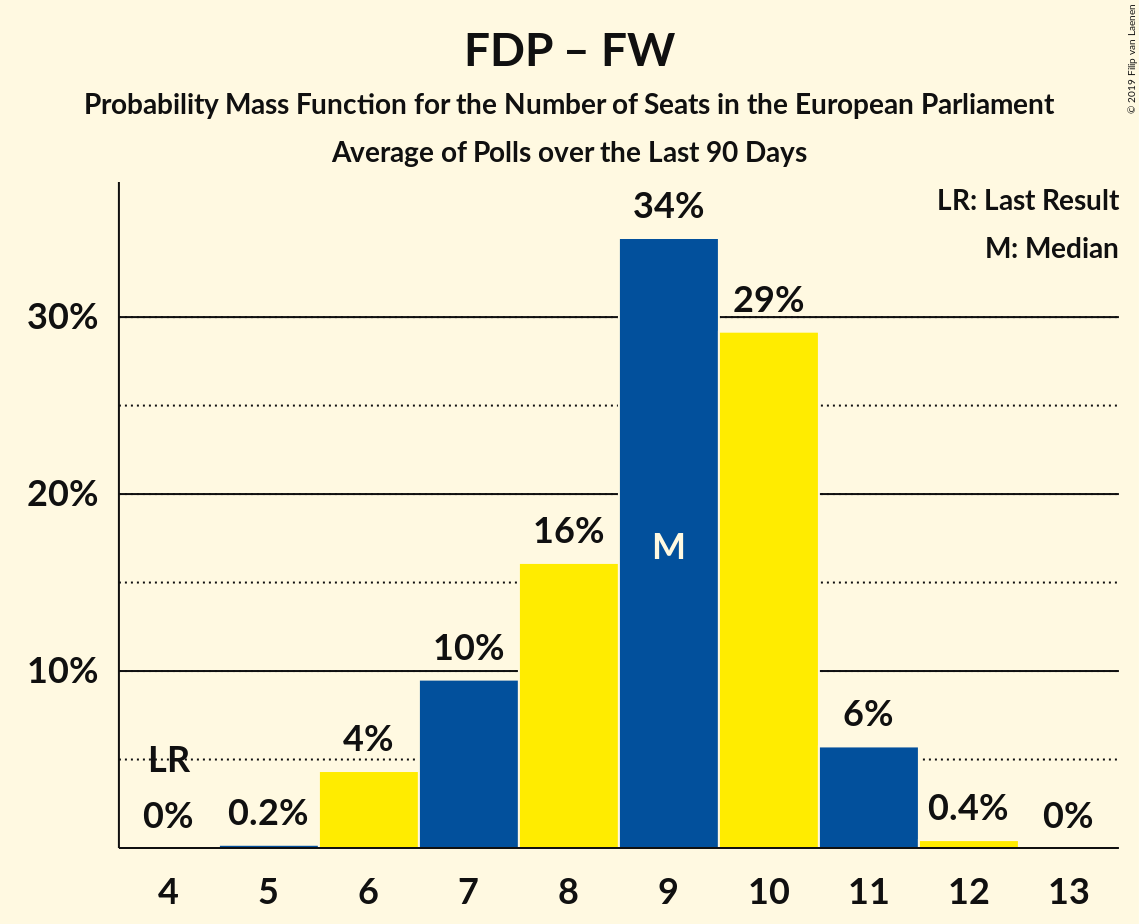 FDP – FW
Probability Mass Function for the Number of Seats in the European Parliament
Average of Polls over the Last 90 Days
© 2019 Filip van Laenen
LR: Last Result
M: Median
34%
29%
30%
20%
16%
M
10%
10%
6%
4%
LR
0%
0.2%
0.4%
0%
4 5 6 7 8 9 10 11 12 13